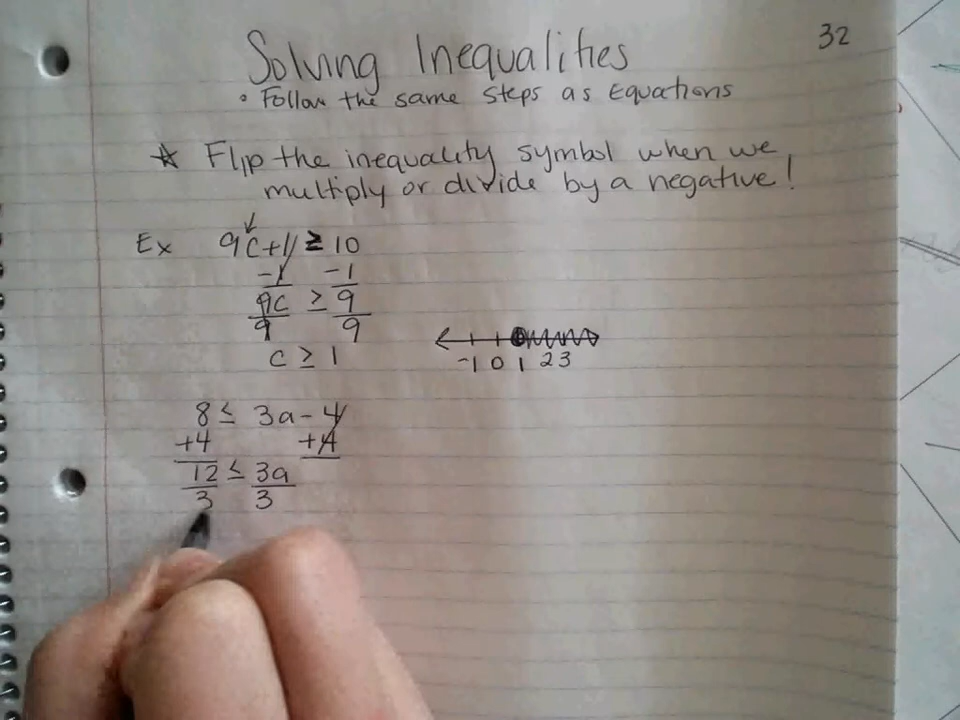 32
Solving Inequalities
• Follow the same steps as Equations
☆ Flip the inequality symbol when we
multiply or divide by a negative!
Ex 9c+1 ≥ 10
-1 -1
9c ≥ 9
9 9
c ≥ 1
-1 0 1 2 3
8 ≤ 3a - 4
+4 +4
12 ≤ 3a
3 3